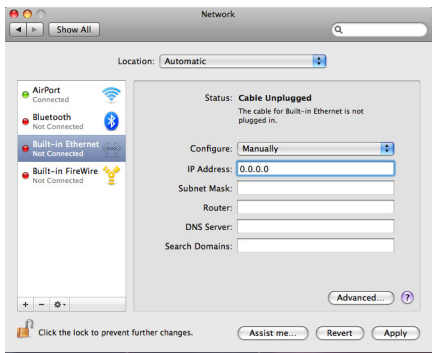 Network
Show All
Location: Automatic
AirPort
Connected
Bluetooth
Not Connected
Built-in Ethernet
Not Connected
Built-in FireWire
Not Connected
Status: Cable Unplugged
The cable for Built-in Ethernet is not
plugged in.
Configure: Manually
IP Address: 0.0.0.0
Subnet Mask:
Router:
DNS Server:
Search Domains:
Advanced... ?
+ −
Click the lock to prevent further changes.
Assist me... Revert Apply